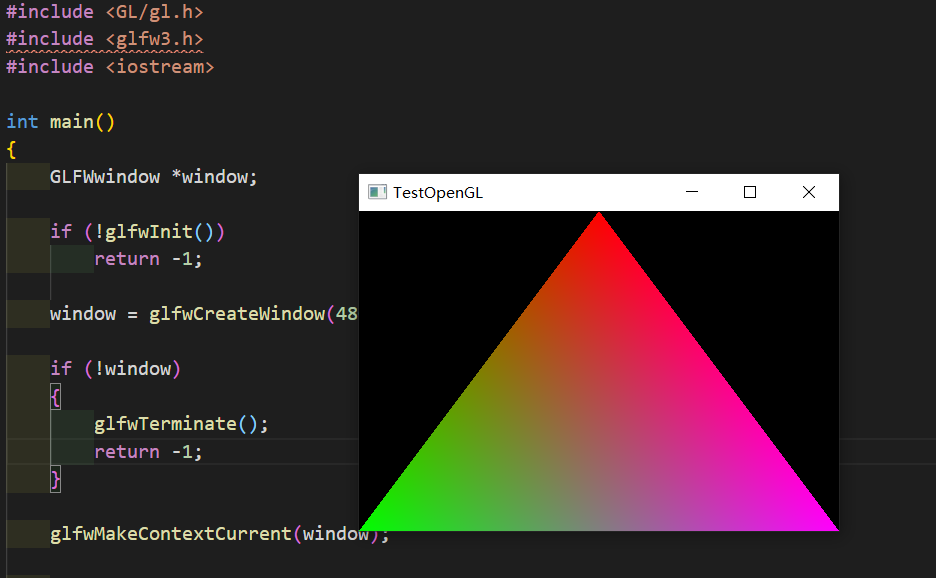 #include <GL/gl.h>
#include <glfw3.h>
#include <iostream>
int main()
{
GLFWwindow *window;
if (!glfwInit())
return -1;
window = glfwCreateWindow(48
if (!window)
{
glfwTerminate();
return -1;
}
glfwMakeContextCurrent(window);
TestOpenGL